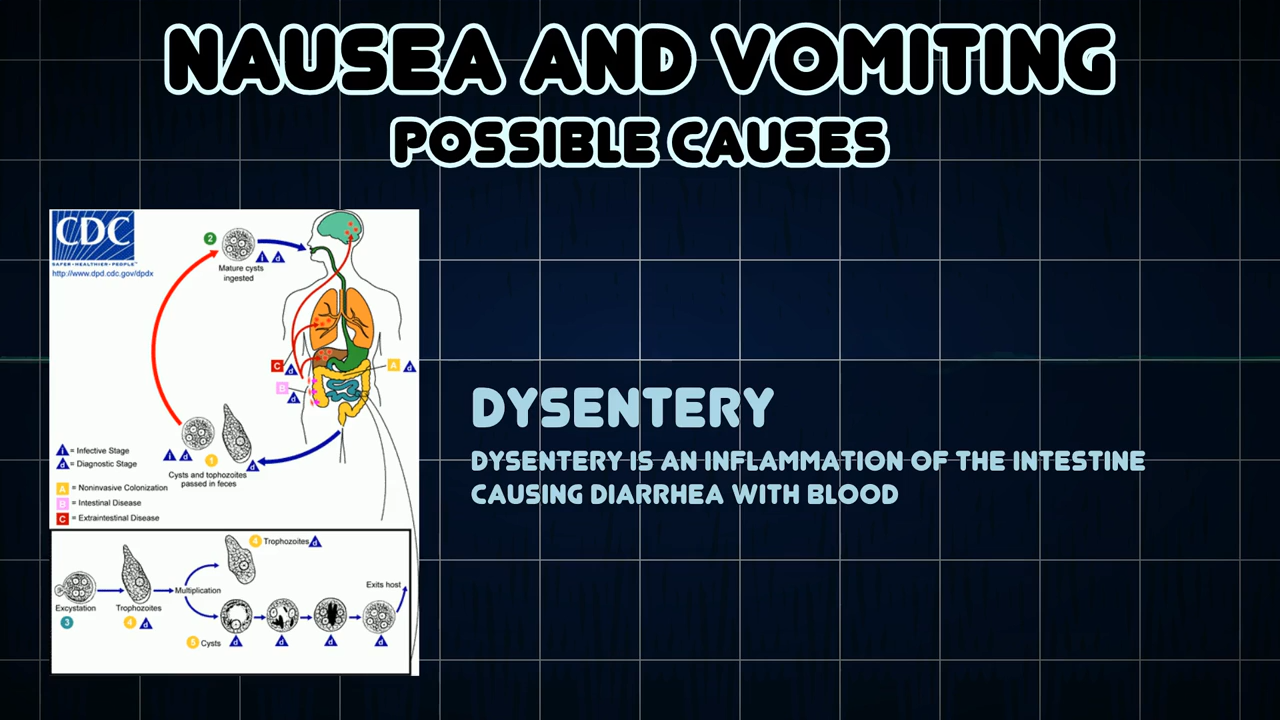 NAUSEA AND VOMITING
POSSIBLE CAUSES
CDC
SAFER·HEALTHIER·PEOPLE™
http://www.dpd.cdc.gov/dpdx
2
i d
Mature cysts
ingested
C d
A d
B
d
i d
1
d
Cysts and tophozoites
passed in feces
i = Infective Stage
d = Diagnostic Stage
A = Noninvasive Colonization
B = Intestinal Disease
C = Extraintestinal Disease
DYSENTERY
DYSENTERY IS AN INFLAMMATION OF THE INTESTINE
CAUSING DIARRHEA WITH BLOOD
4 Trophozoites d
Multiplication
Exits host
Excystation
3
Trophozoites
4 d
5 Cysts d d d d